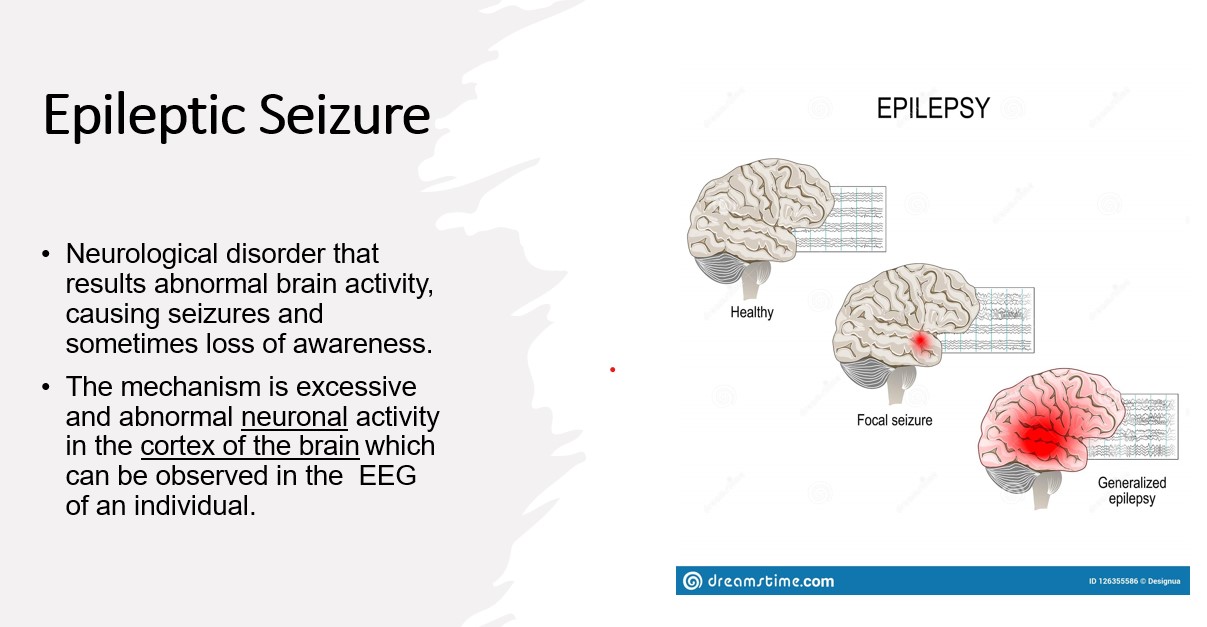 Epileptic Seizure
• Neurological disorder that
results abnormal brain activity,
causing seizures and
sometimes loss of awareness.
• The mechanism is excessive
and abnormal neuronal activity
in the cortex of the brain which
can be observed in the  EEG
of an individual.
EPILEPSY
Healthy
Focal seizure
Generalized
epilepsy
dreamstime.com
ID 126355586 © Designua